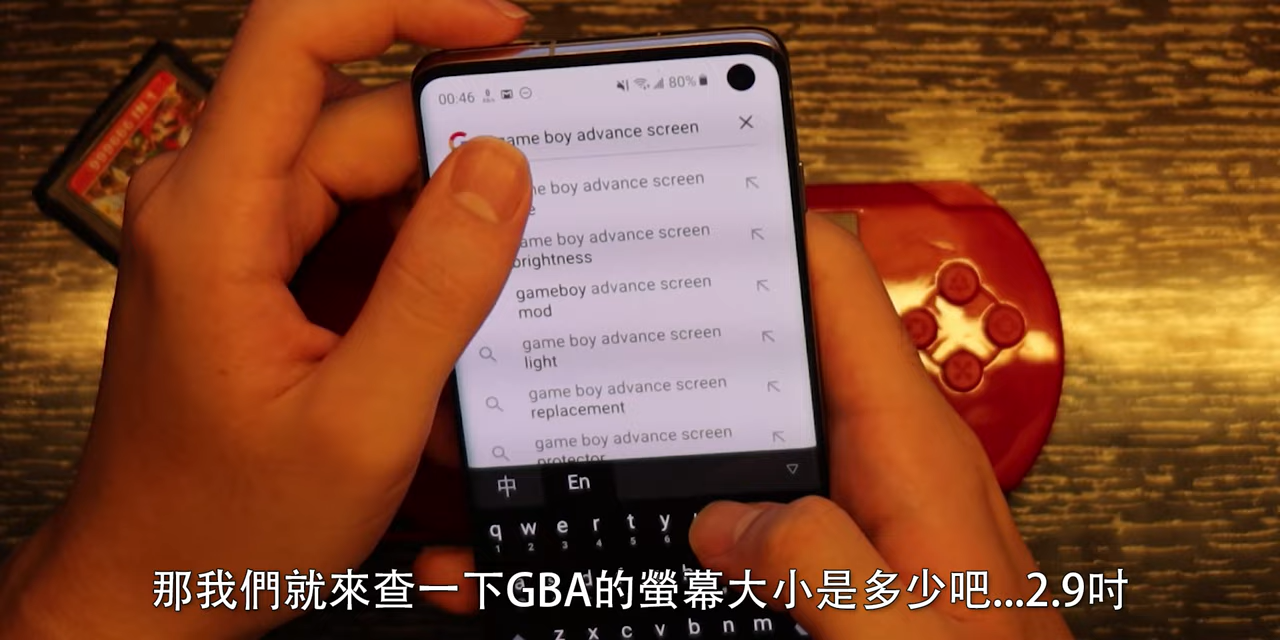 00:46 80%
ame boy advance screen
ne boy advance screen
e
ame boy advance screen
brightness
gameboy advance screen
mod
game boy advance screen
light
game boy advance screen
replacement
game boy advance screen
protector
中 En
q w e r t y
1 2 3 4 5 6
z x c v b n m
那我們就來查一下GBA的螢幕大小是多少吧...2.9吋